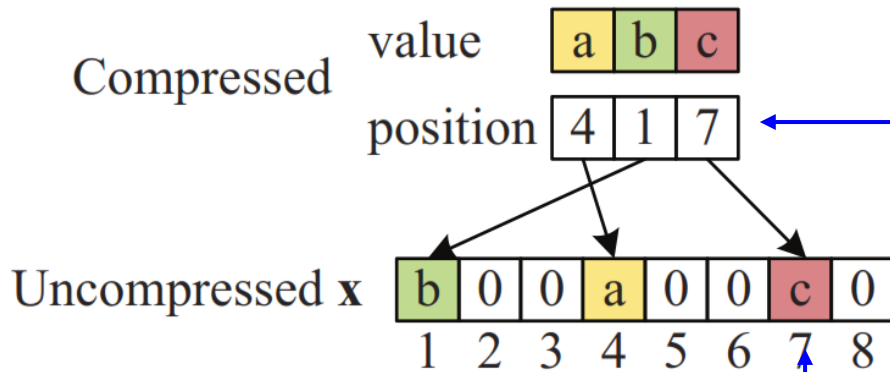 value a b c
Compressed
position 4 1 7
Uncompressed x b 0 0 a 0 0 c 0
1 2 3 4 5 6 7 8